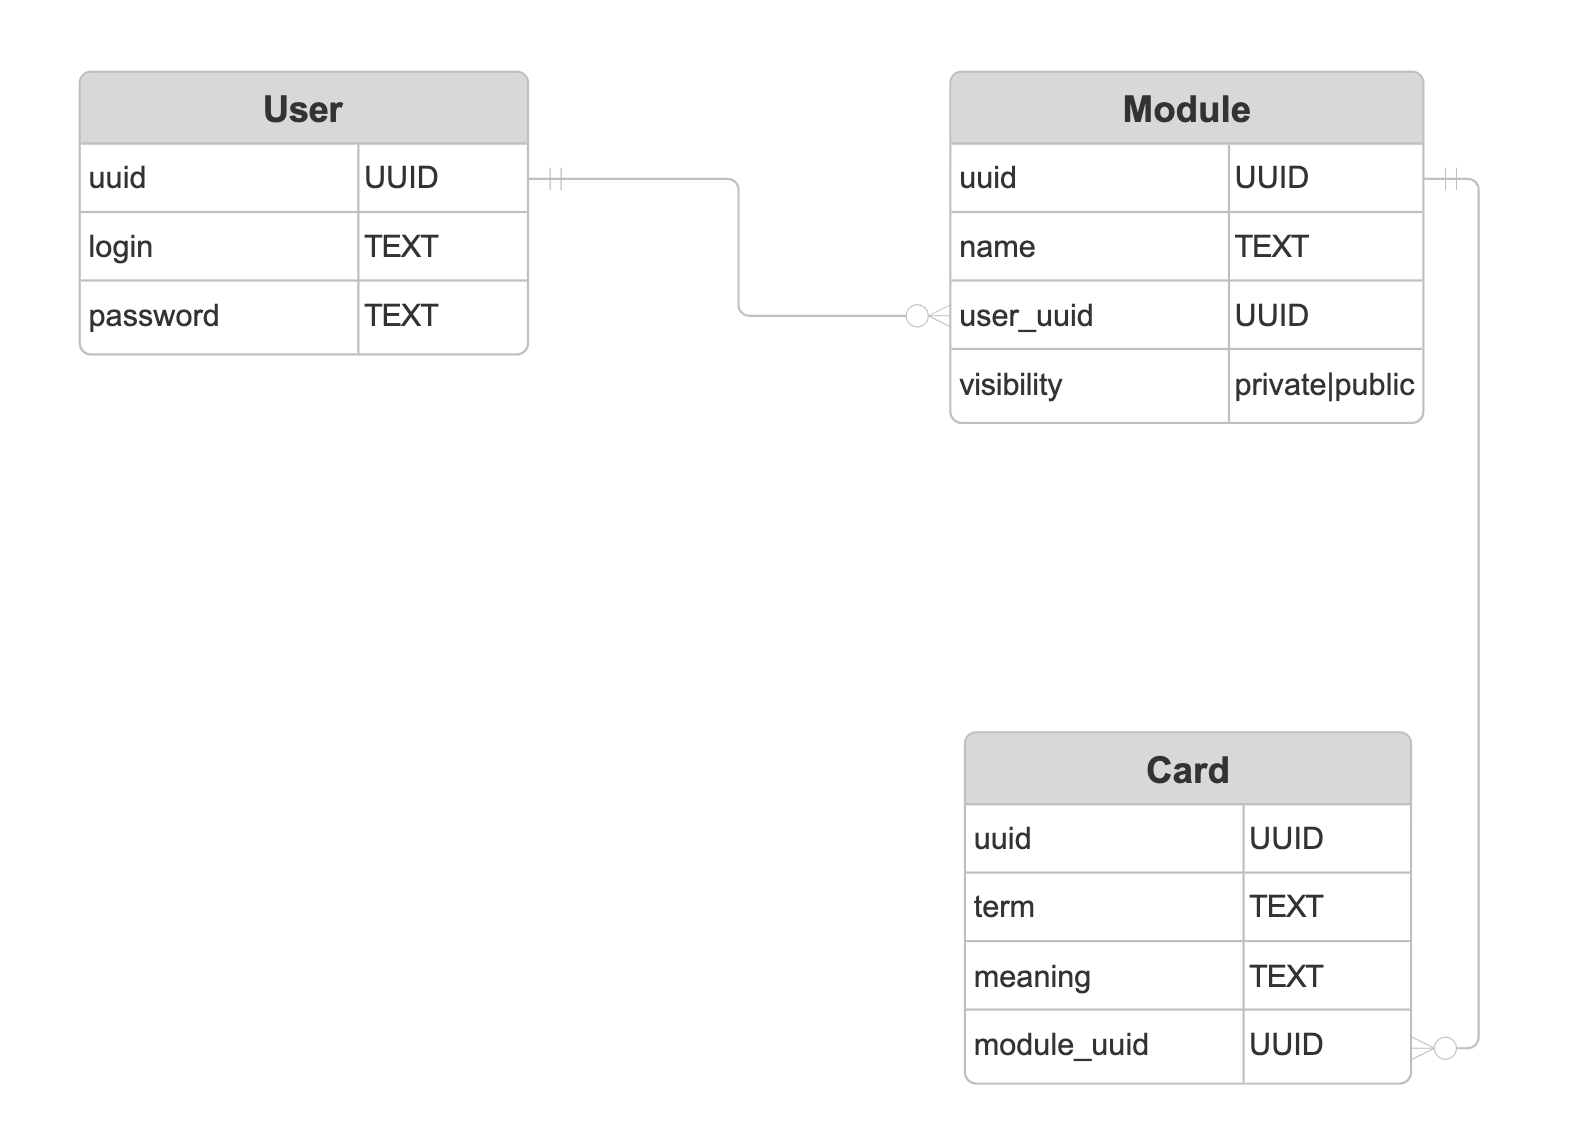 User
uuid UUID
login TEXT
password TEXT
Module
uuid UUID
name TEXT
user_uuid UUID
visibility private|public
Card
uuid UUID
term TEXT
meaning TEXT
module_uuid UUID